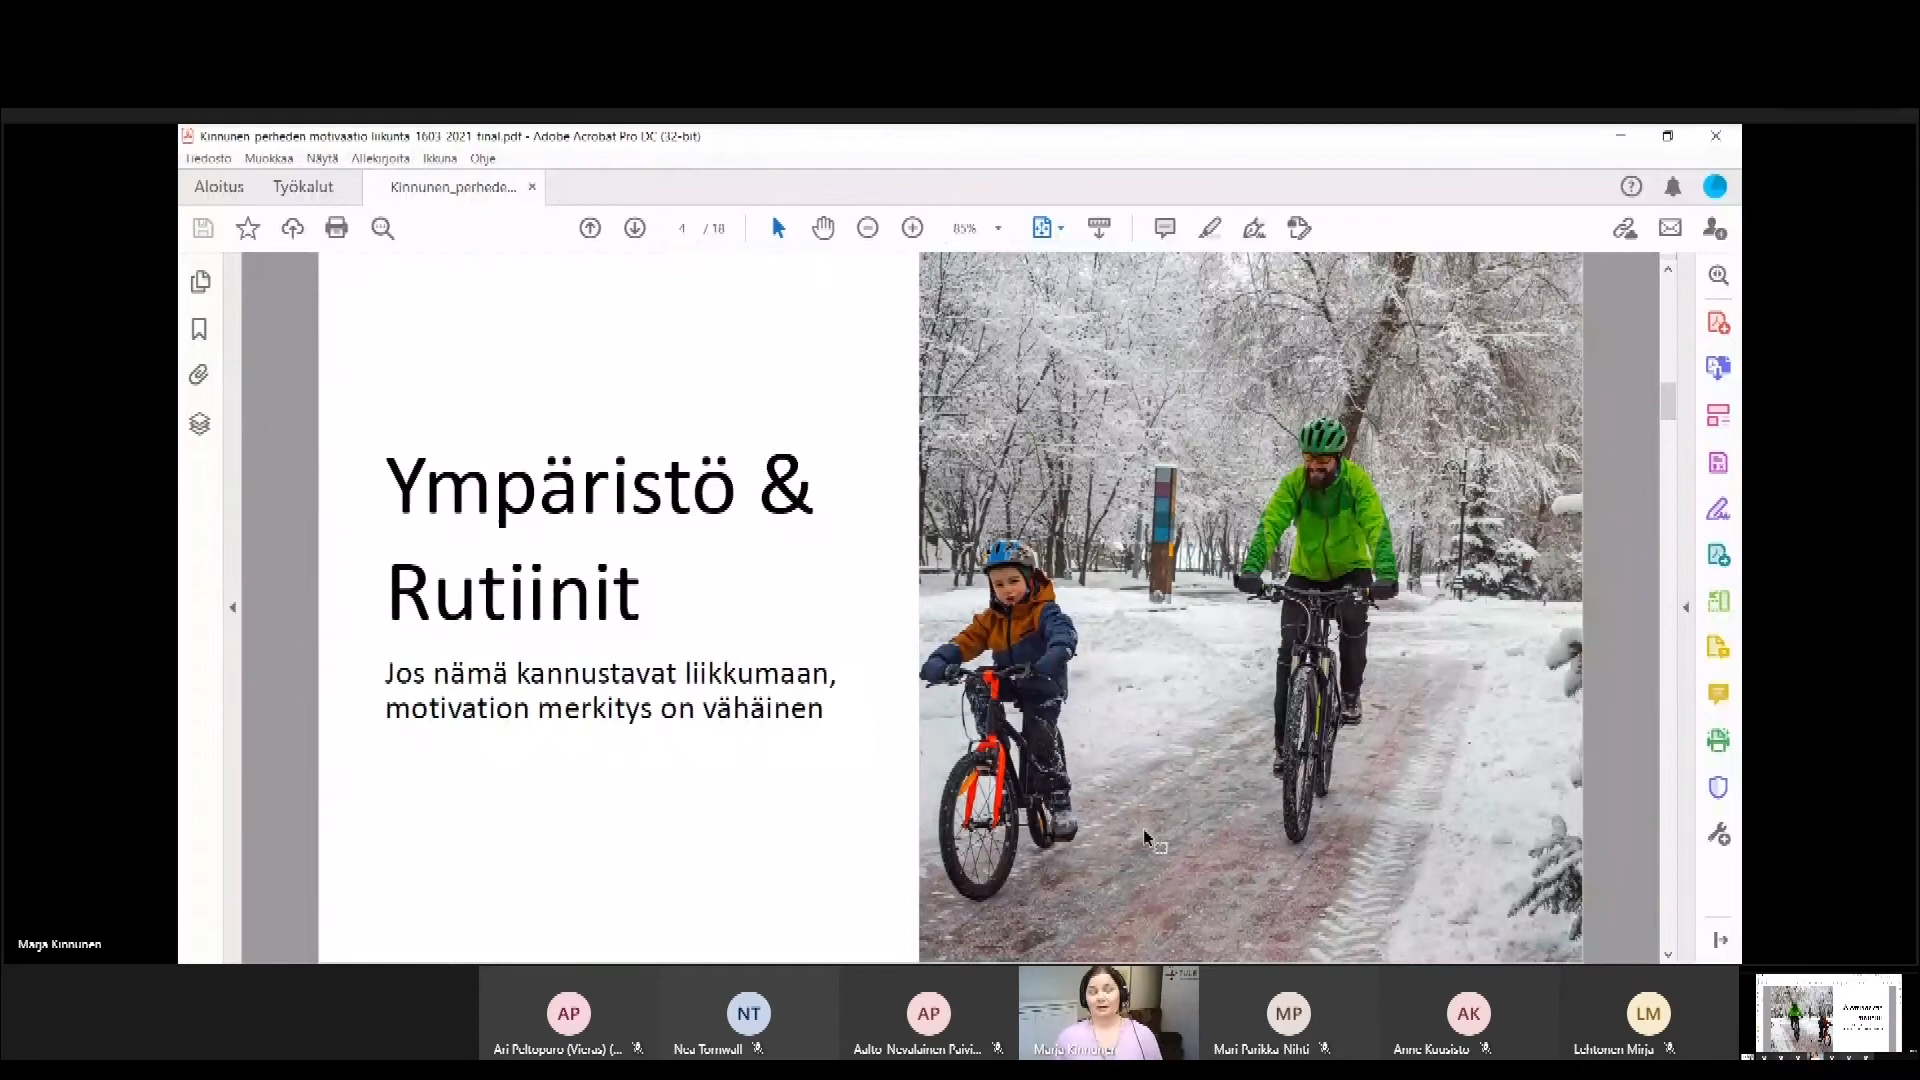 Kinnunen perheden motivaatio liikunta 1603 2021 final.pdf - Adobe Acrobat Pro DC (32-bit)
Tiedosto Muokkaa Näytä Allekirjoita Ikkuna Ohje
Aloitus Työkalut Kinnunen_perhede... ×
4 / 18 85%
Ympäristö &
Rutiinit
Jos nämä kannustavat liikkumaan,
motivation merkitys on vähäinen
Marja Kinnunen
AP NT AP MP AK LM
Ari Peltopuro (Vieras) (... Nea Tornwall Aalto-Nevalainen Paivi... Marja Kinnunen Mari Parikka-Nihti Anne Kuusisto Lehtonen Mirja